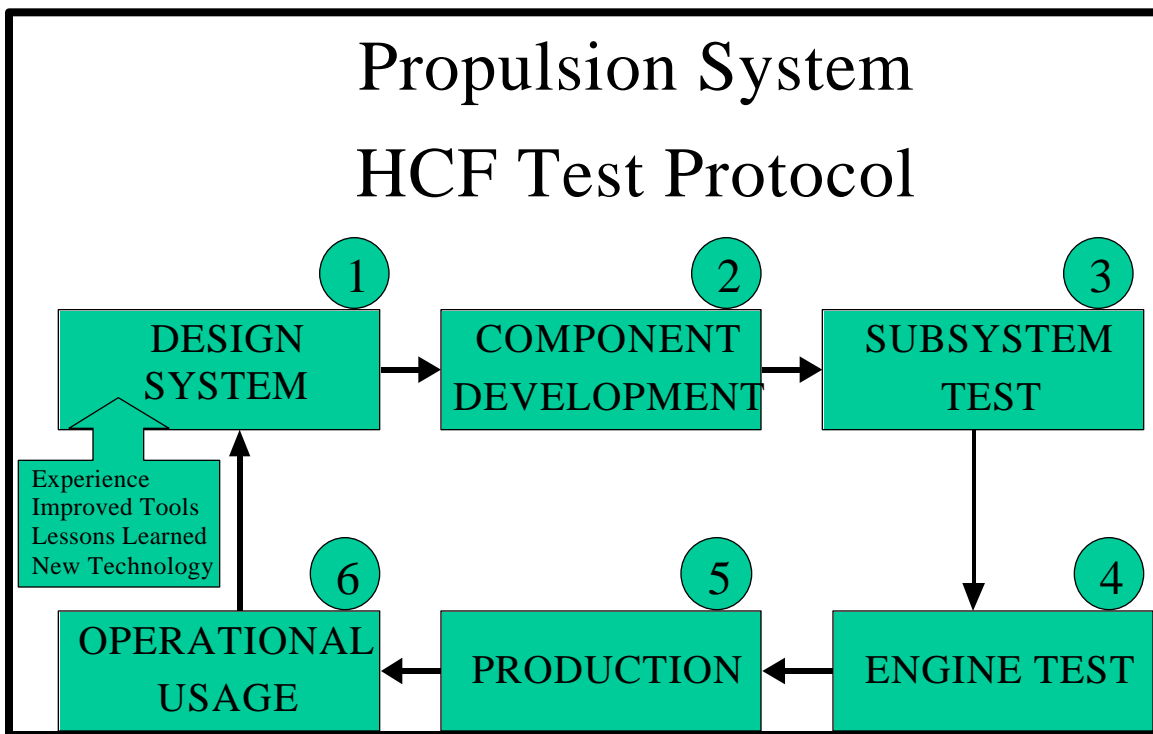 Propulsion System
HCF Test Protocol
1
DESIGN
SYSTEM
2
COMPONENT
DEVELOPMENT
3
SUBSYSTEM
TEST
Experience
Improved Tools
Lessons Learned
New Technology
6
OPERATIONAL
USAGE
5
PRODUCTION
4
ENGINE TEST